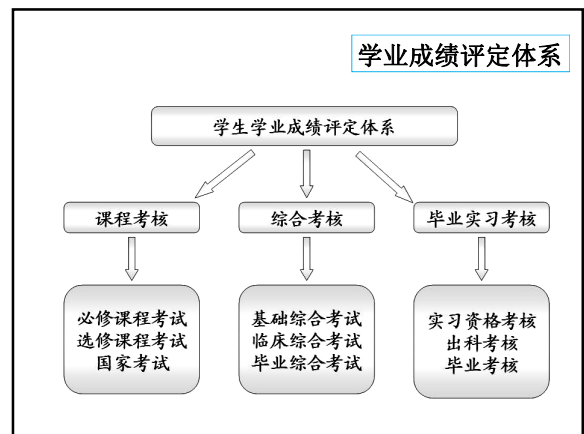 学业成绩评定体系
学生学业成绩评定体系
课程考核
综合考核
毕业实习考核
必修课程考试
选修课程考试
国家考试
基础综合考试
临床综合考试
毕业综合考试
实习资格考核
出科考核
毕业考核